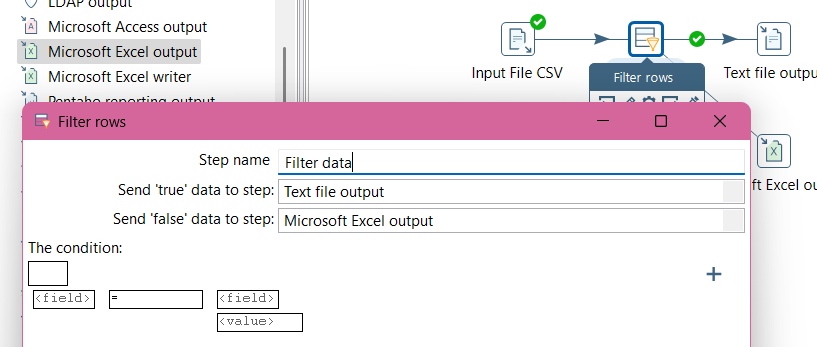 LDAP output
Microsoft Access output
Microsoft Excel output
Microsoft Excel writer
Pentaho reporting output
Input File CSV
Filter rows
Text file outpu
ft Excel ou
Filter rows
Step name Filter data
Send 'true' data to step: Text file output
Send 'false' data to step: Microsoft Excel output
The condition:
+
<field> = <field>
<value>